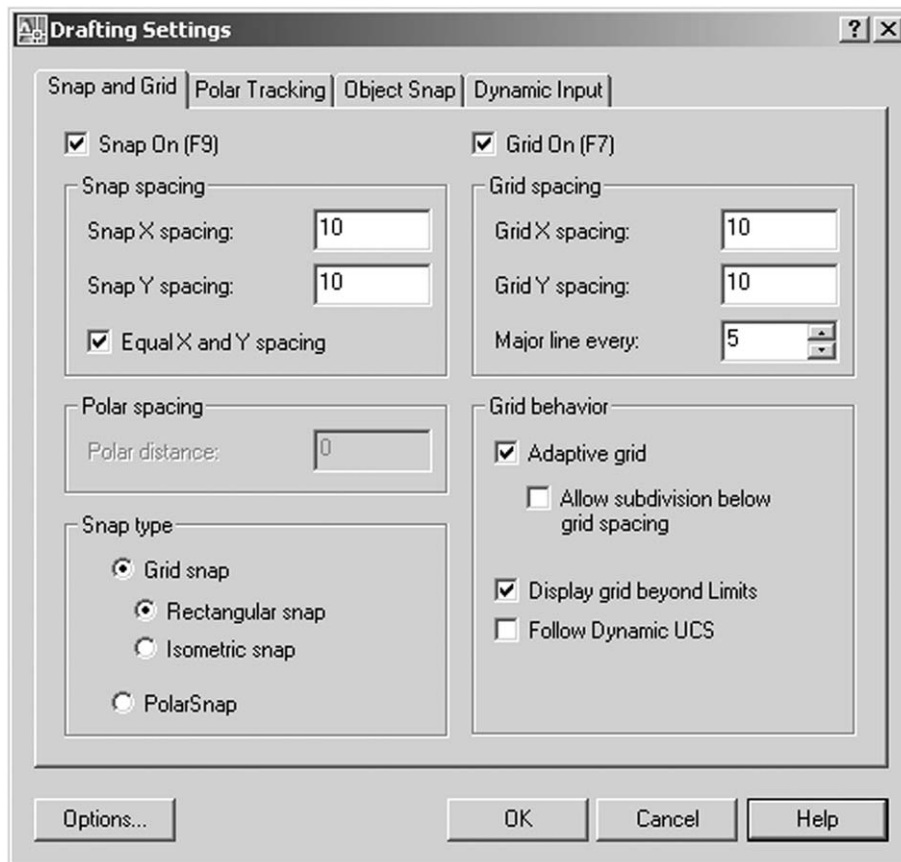 Drafting Settings
Snap and Grid Polar Tracking Object Snap Dynamic Input
Snap On (F9)
Snap spacing
Snap X spacing: 10
Snap Y spacing: 10
Equal X and Y spacing
Polar spacing
Polar distance: 0
Snap type
Grid snap
Rectangular snap
Isometric snap
PolarSnap
Grid On (F7)
Grid spacing
Grid X spacing: 10
Grid Y spacing: 10
Major line every: 5
Grid behavior
Adaptive grid
Allow subdivision below
grid spacing
Display grid beyond Limits
Follow Dynamic UCS
Options... OK Cancel Help